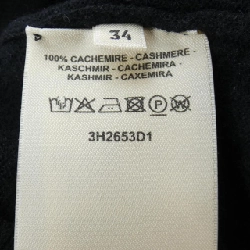 34
100% CACHEMIRE - CASHMERE -
KASCHMIR - CACHEMIRA -
KASHMIR - CAXEMIRA
3H2653D1